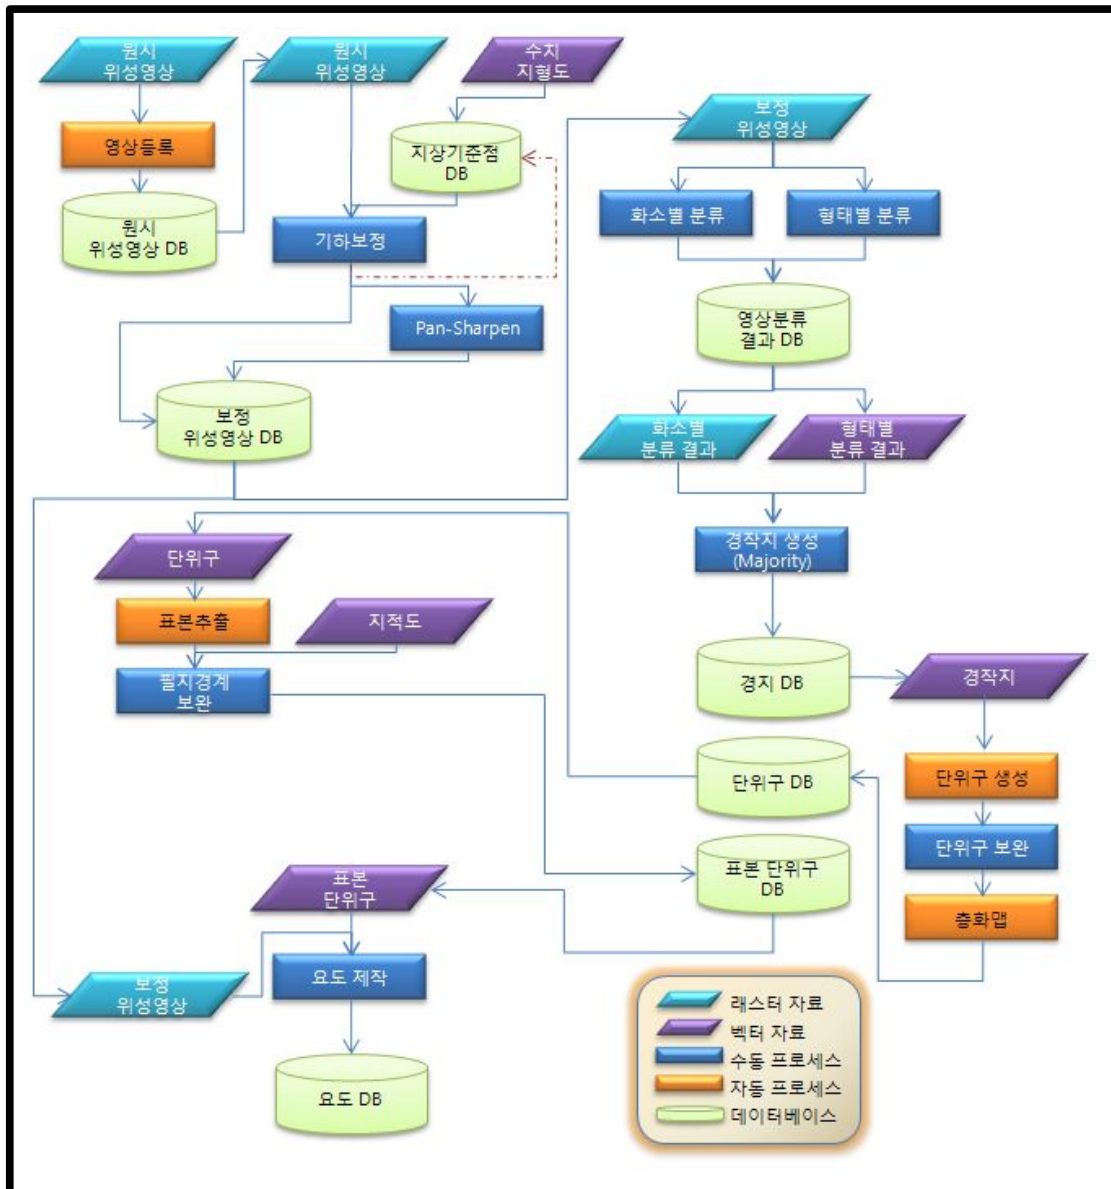 원시
위성영상
원시
위성영상
수치
지형도
보정
위성영상
영상등록
지상기준점
DB
원시
위성영상 DB
기하보정
화소별 분류
형태별 분류
Pan-Sharpen
영상분류
결과 DB
보정
위성영상 DB
화소별
분류 결과
형태별
분류 결과
경작지 생성
(Majority)
단위구
표본추출
지적도
필지경계
보완
경지 DB
경작지
단위구 DB
단위구 생성
단위구 보완
표본 단위구
DB
층화맵
표본
단위구
보정
위성영상
요도 제작
요도 DB
래스터 자료
벡터 자료
수동 프로세스
자동 프로세스
데이터베이스